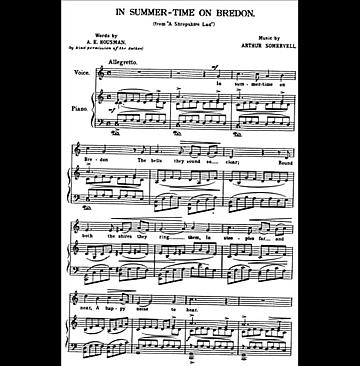 IN SUMMER-TIME ON BREDON.
(from "A Shropshire Lad")
Words by
A. E. HOUSMAN.
(by kind permission of the Author)
Music by
ARTHUR SOMERVELL.
Allegretto.
Voice.
In sum-mer-time on
Piano.
Bre - don The bells they sound so clear; Round
both the shires they ring them, In stee-ples far and
near, A hap-py noise to hear.